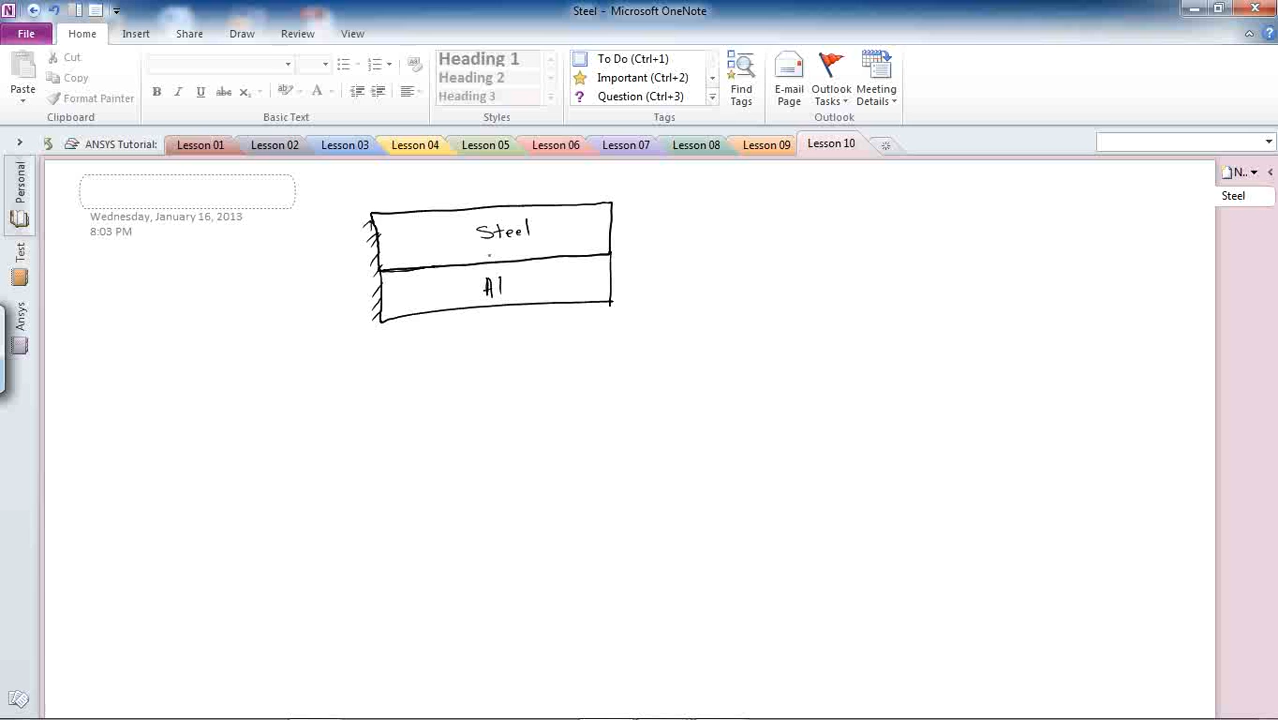 Steel - Microsoft OneNote
File Home Insert Share Draw Review View
Paste
Cut
Copy
Format Painter
Clipboard
B I U abc X₂ A
Basic Text
Heading 1
Heading 2
Heading 3
Styles
To Do (Ctrl+1)
Important (Ctrl+2)
Question (Ctrl+3)
Tags
Find Tags
E-mail Page
Outlook Tasks
Meeting Details
Outlook
ANSYS Tutorial: Lesson 01 Lesson 02 Lesson 03 Lesson 04 Lesson 05 Lesson 06 Lesson 07 Lesson 08 Lesson 09 Lesson 10
N..
Steel
Personal
Test
Ansys
Wednesday, January 16, 2013
8:03 PM
Steel
Al